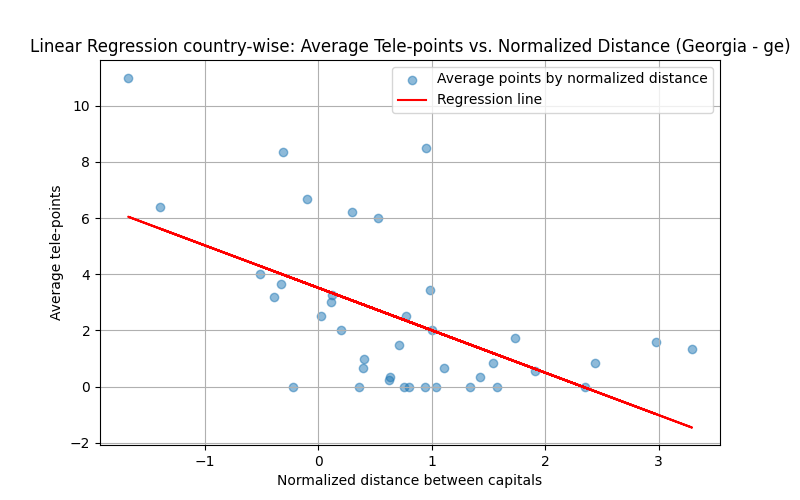 Linear Regression country-wise: Average Tele-points vs. Normalized Distance (Georgia - ge)
Average points by normalized distance
Regression line
Average tele-points
10
8
6
4
2
0
−2
−1
0
1
2
3
Normalized distance between capitals